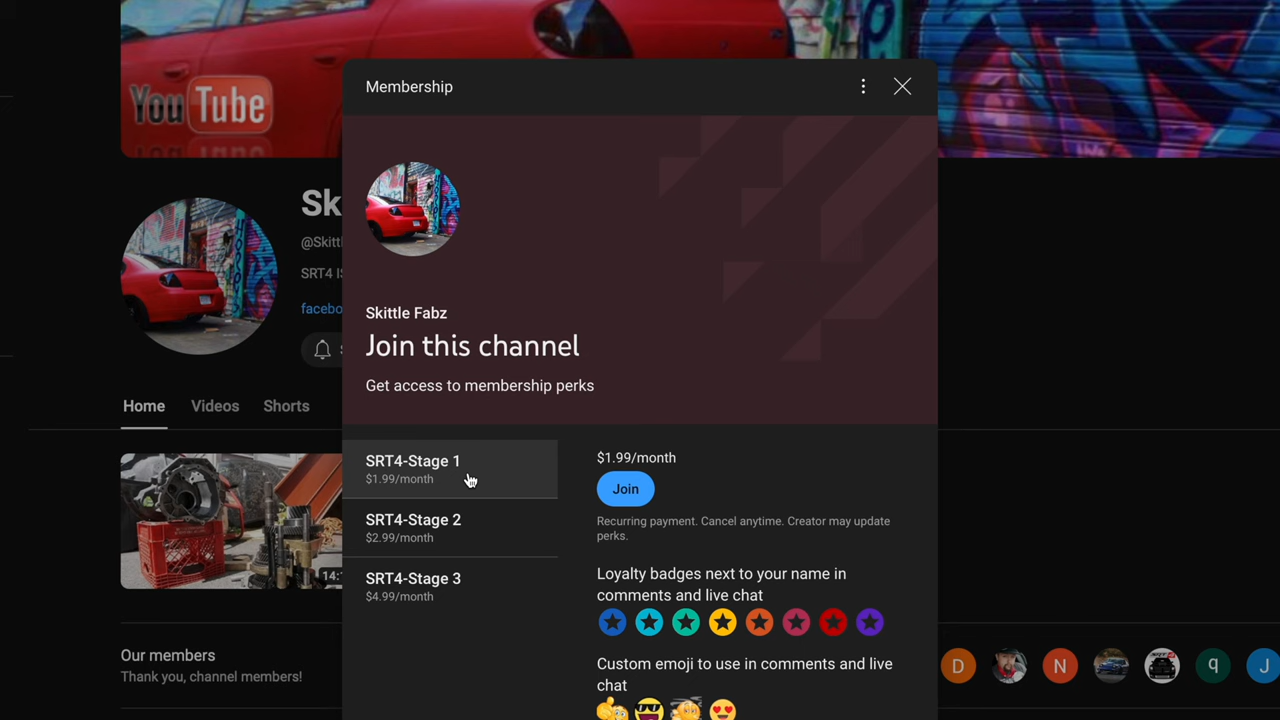 You Tube
Membership
Sk
@Skittl
SRT4 IS
facebo
Skittle Fabz
Join this channel
Get access to membership perks
Home
Videos
Shorts
SRT4-Stage 1
$1.99/month
SRT4-Stage 2
$2.99/month
SRT4-Stage 3
$4.99/month
$1.99/month
Join
Recurring payment. Cancel anytime. Creator may update
perks.
Loyalty badges next to your name in
comments and live chat
Custom emoji to use in comments and live
chat
Our members
Thank you, channel members!
D
N
q
J